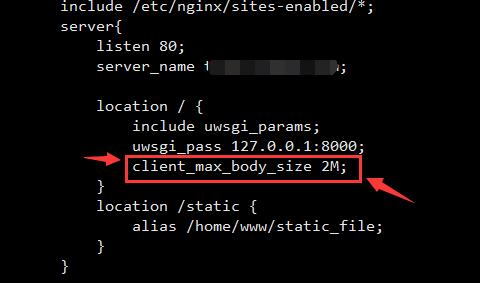 include /etc/nginx/sites-enabled/*;
server{
listen 80;
server_name ;
location / {
include uwsgi_params;
uwsgi_pass 127.0.0.1:8000;
client_max_body_size 2M;
}
location /static {
alias /home/www/static_file;
}
}